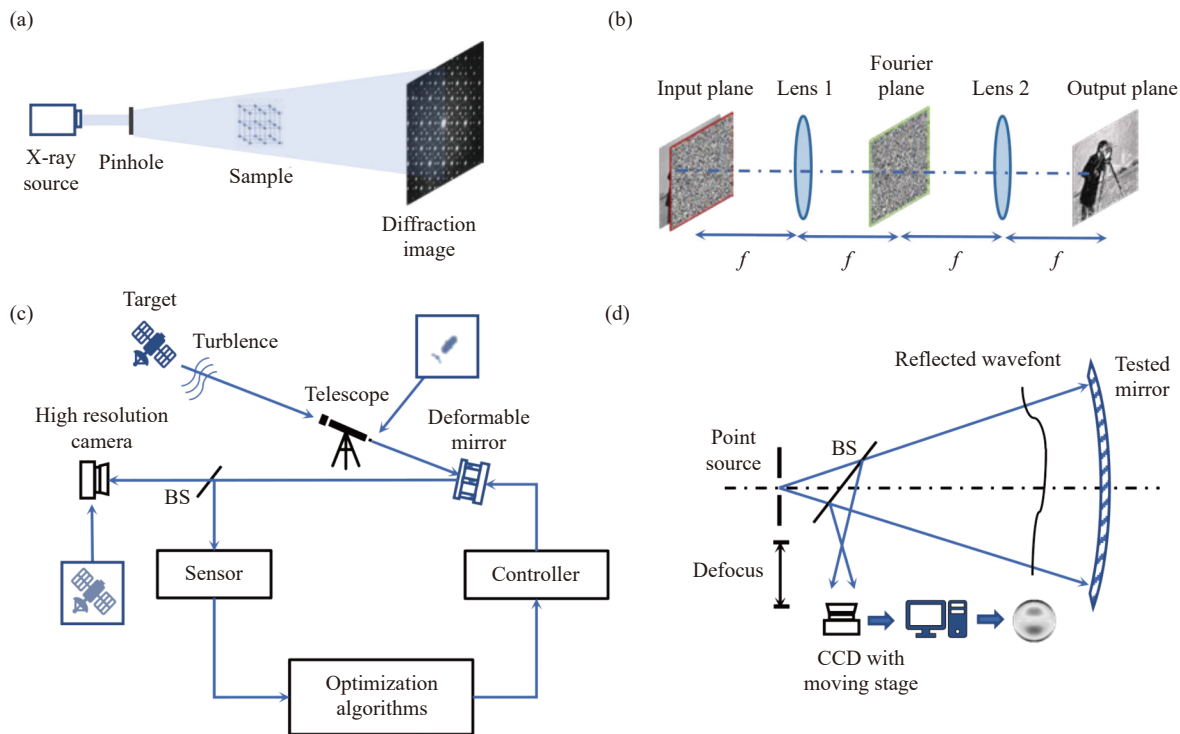 (a)
X-ray
source
Pinhole
Sample
Diffraction
image
(b)
Input plane
Lens 1
Fourier
plane
Lens 2
Output plane
f
f
f
f
(c)
Target
Turblence
Telescope
High resolution
camera
Deformable
mirror
BS
Sensor
Controller
Optimization
algorithms
(d)
Reflected wavefont
Tested
mirror
Point
source
BS
Defocus
CCD with
moving stage